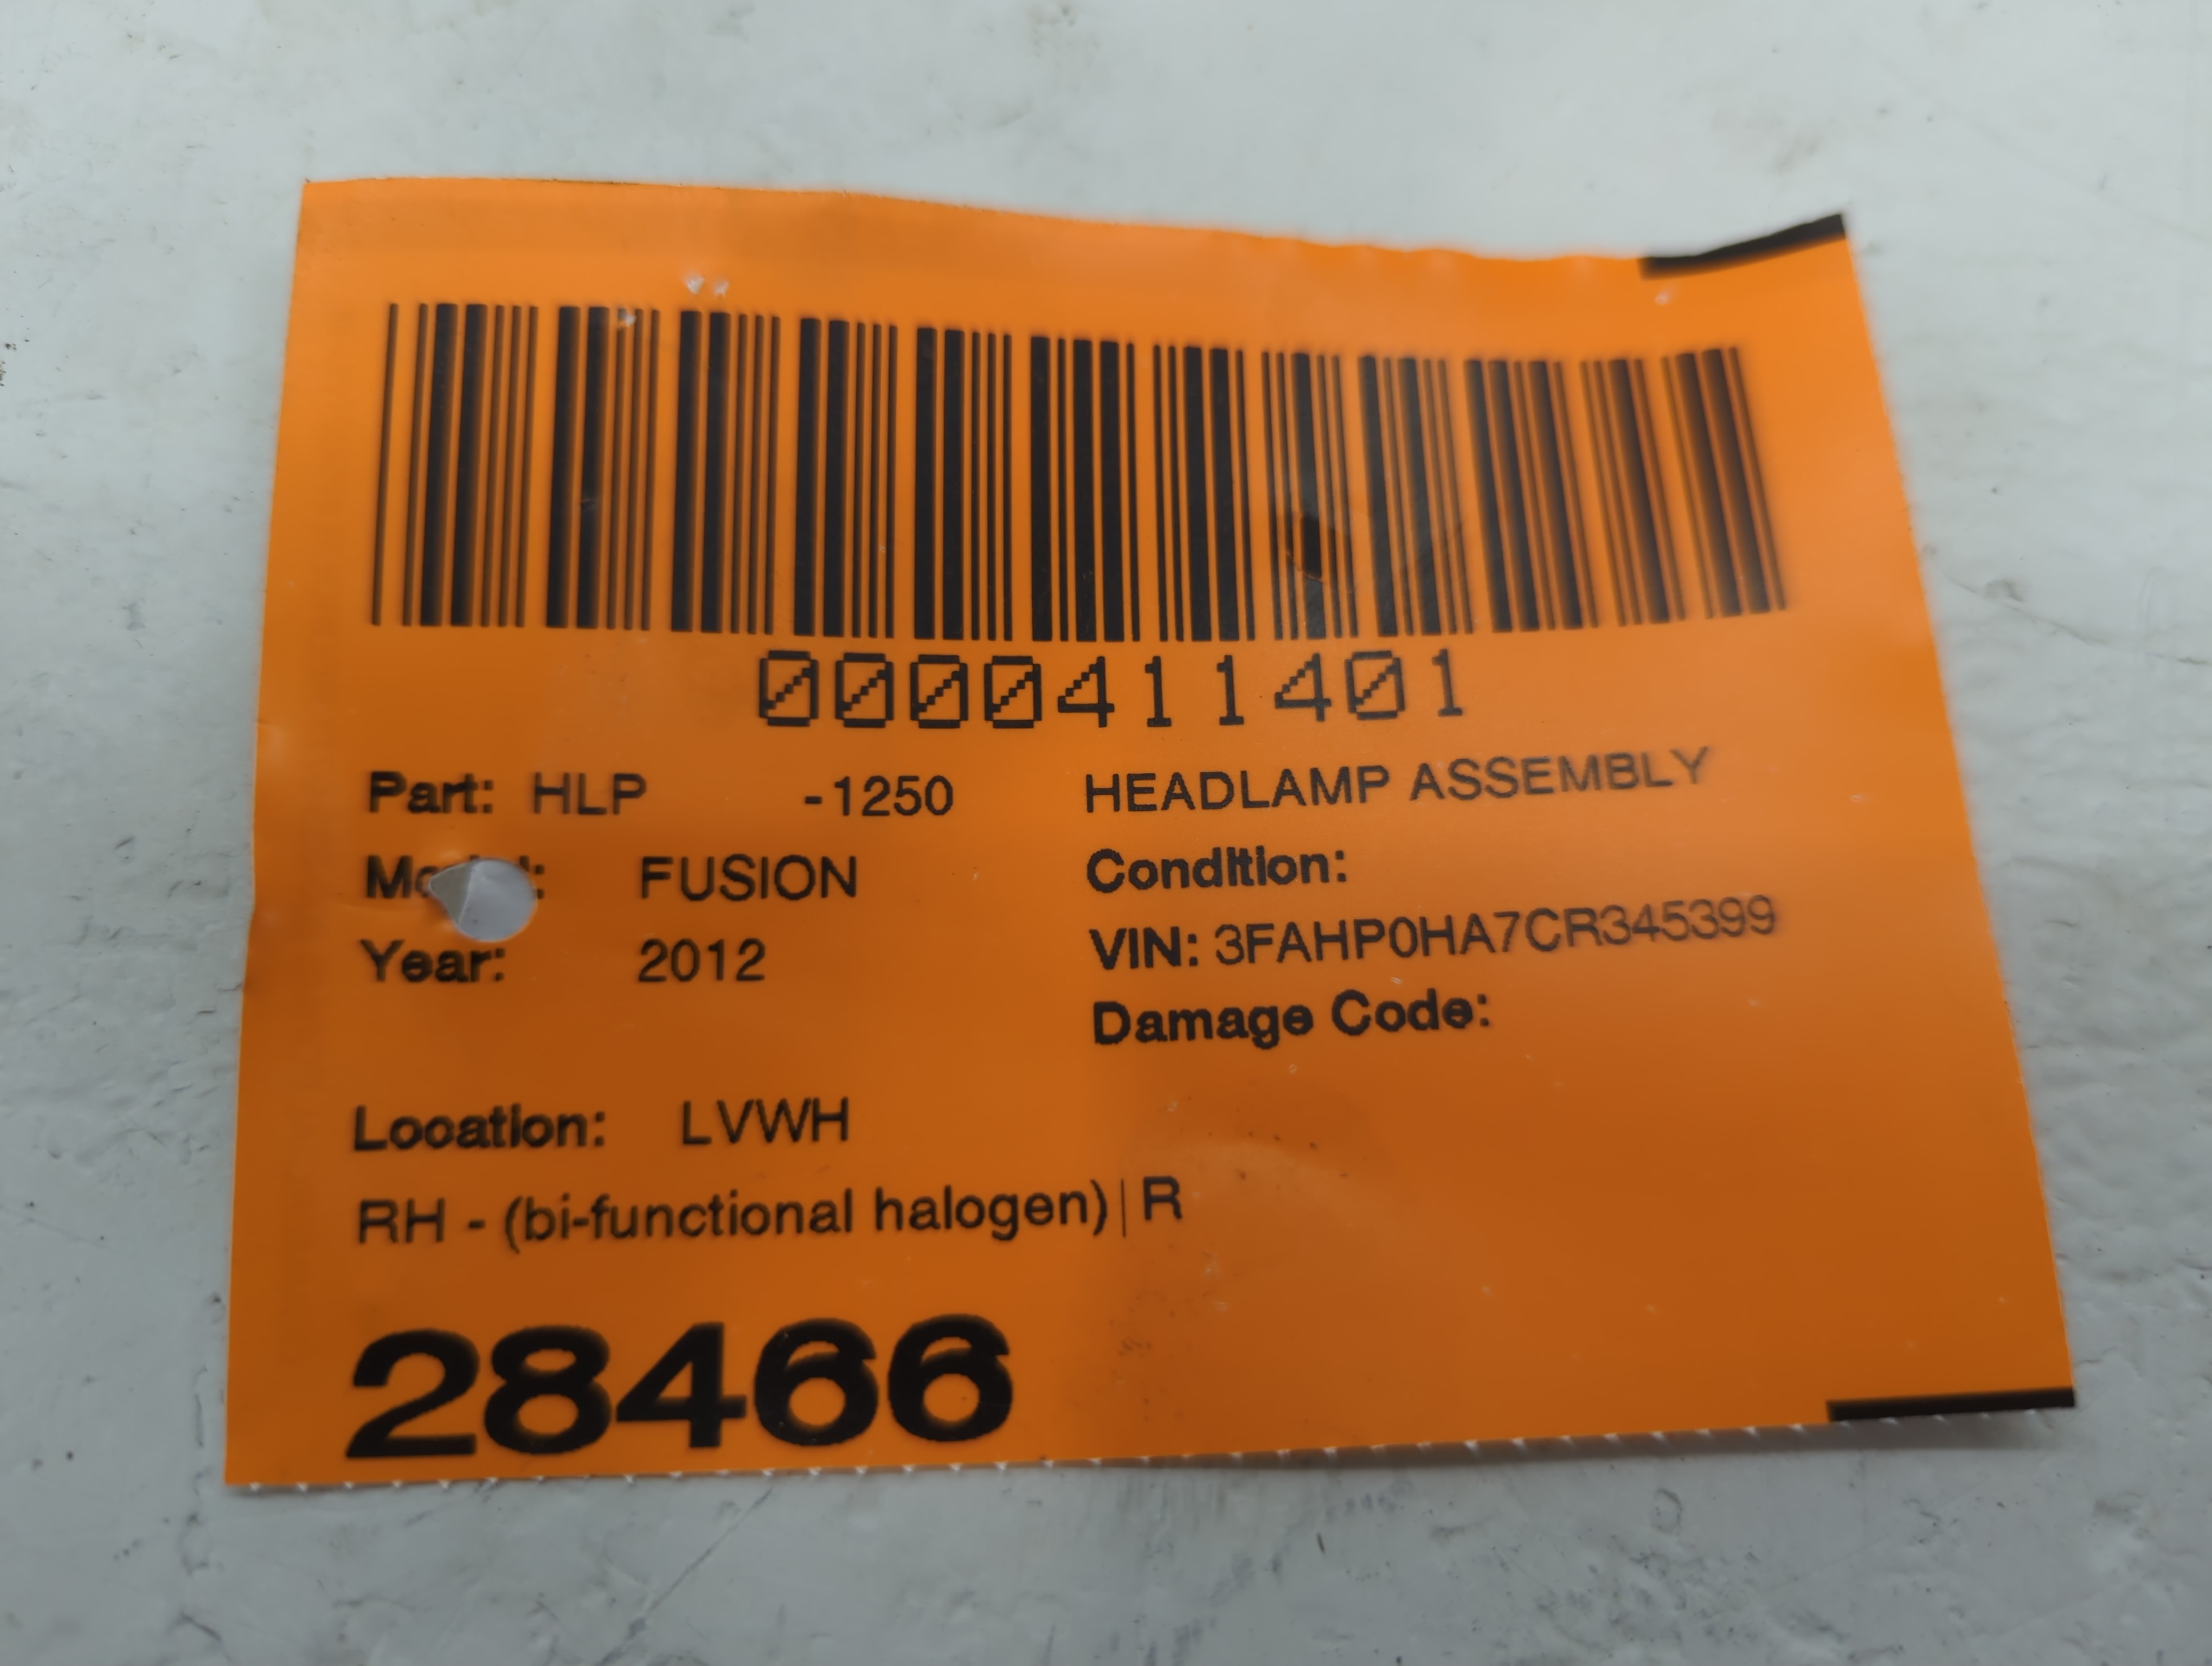 0000411401
Part: HLP -1250 HEADLAMP ASSEMBLY
Model: FUSION Condition:
Year: 2012 VIN: 3FAHP0HA7CR345399
Damage Code:
Location: LVWH
RH - (bi-functional halogen) | R
28466